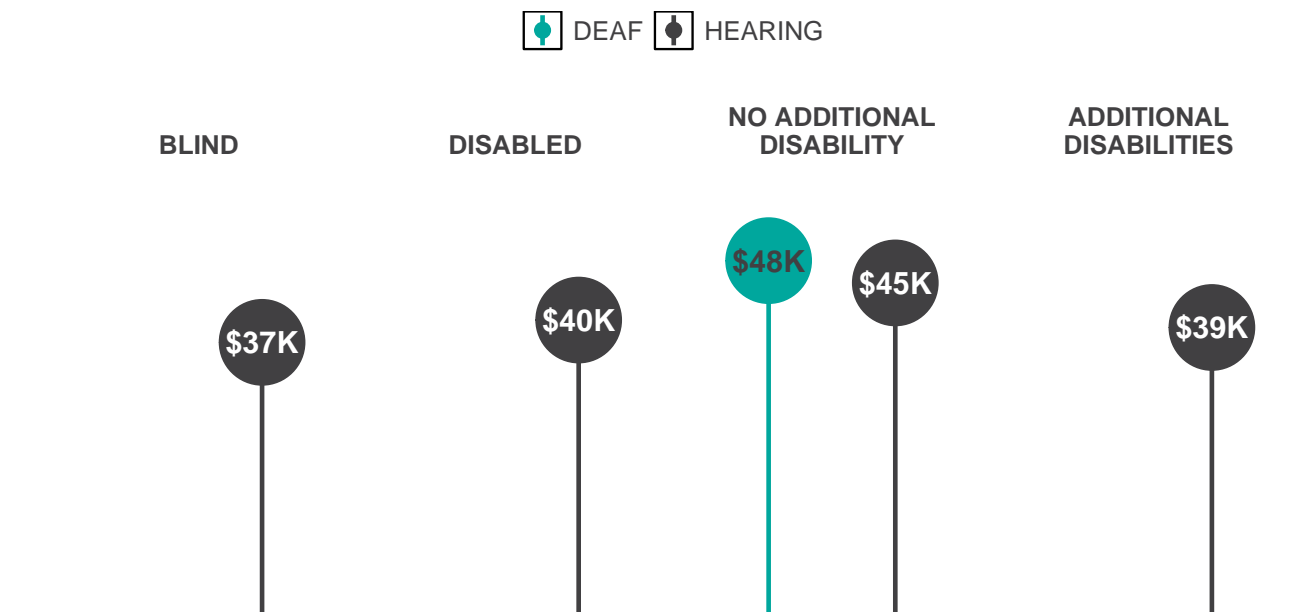 DEAF HEARING
BLIND
DISABLED
NO ADDITIONAL
DISABILITY
ADDITIONAL
DISABILITIES
$37K
$40K
$48K
$45K
$39K